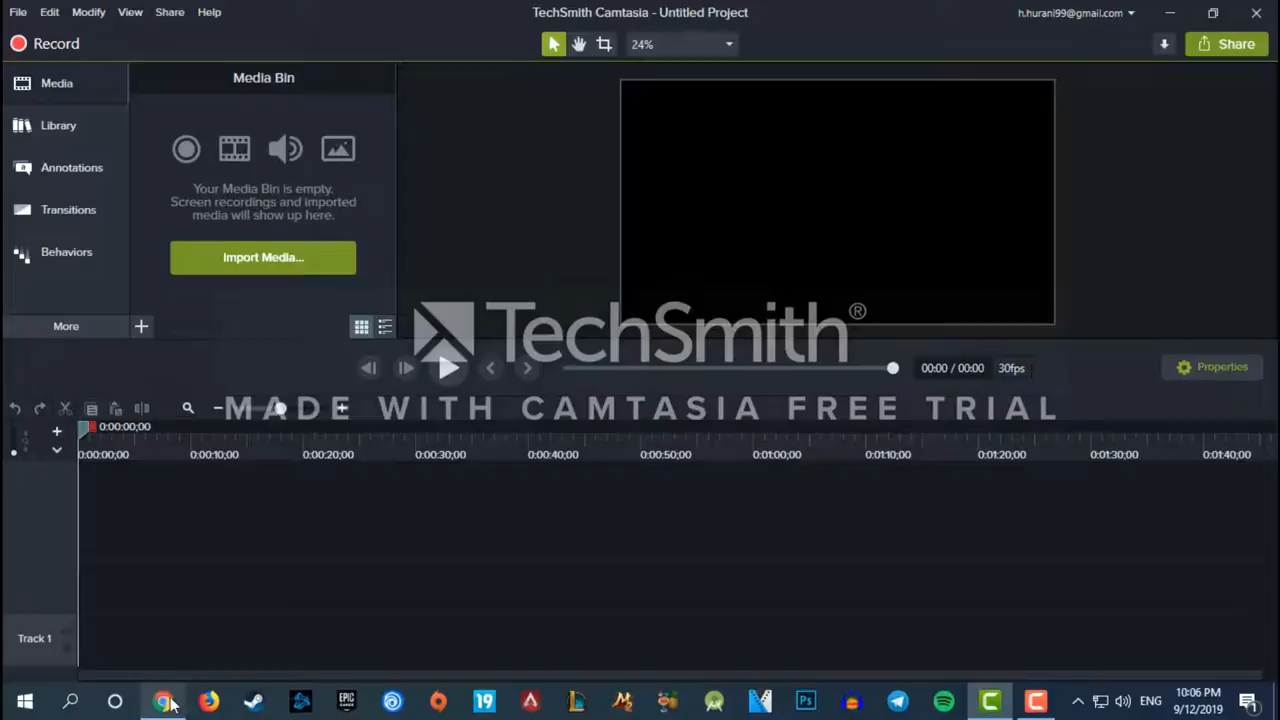 File Edit Modify View Share Help
TechSmith Camtasia - Untitled Project
h.hurani99@gmail.com
Record
24%
Share
Media
Library
Annotations
Transitions
Behaviors
More
Media Bin
Your Media Bin is empty.
Screen recordings and imported
media will show up here.
Import Media...
TechSmith®
MADE WITH CAMTASIA FREE TRIAL
00:00 / 00:00 30fps
Properties
0:00:00;00
0:00:00;00 0:00:10;00 0:00:20;00 0:00:30;00 0:00:40;00 0:00:50;00 0:01:00;00 0:01:10;00 0:01:20;00 0:01:30;00 0:01:40;00
Track 1
EPIC
GAMES
19
Ps
ENG
10:06 PM
9/12/2019
1